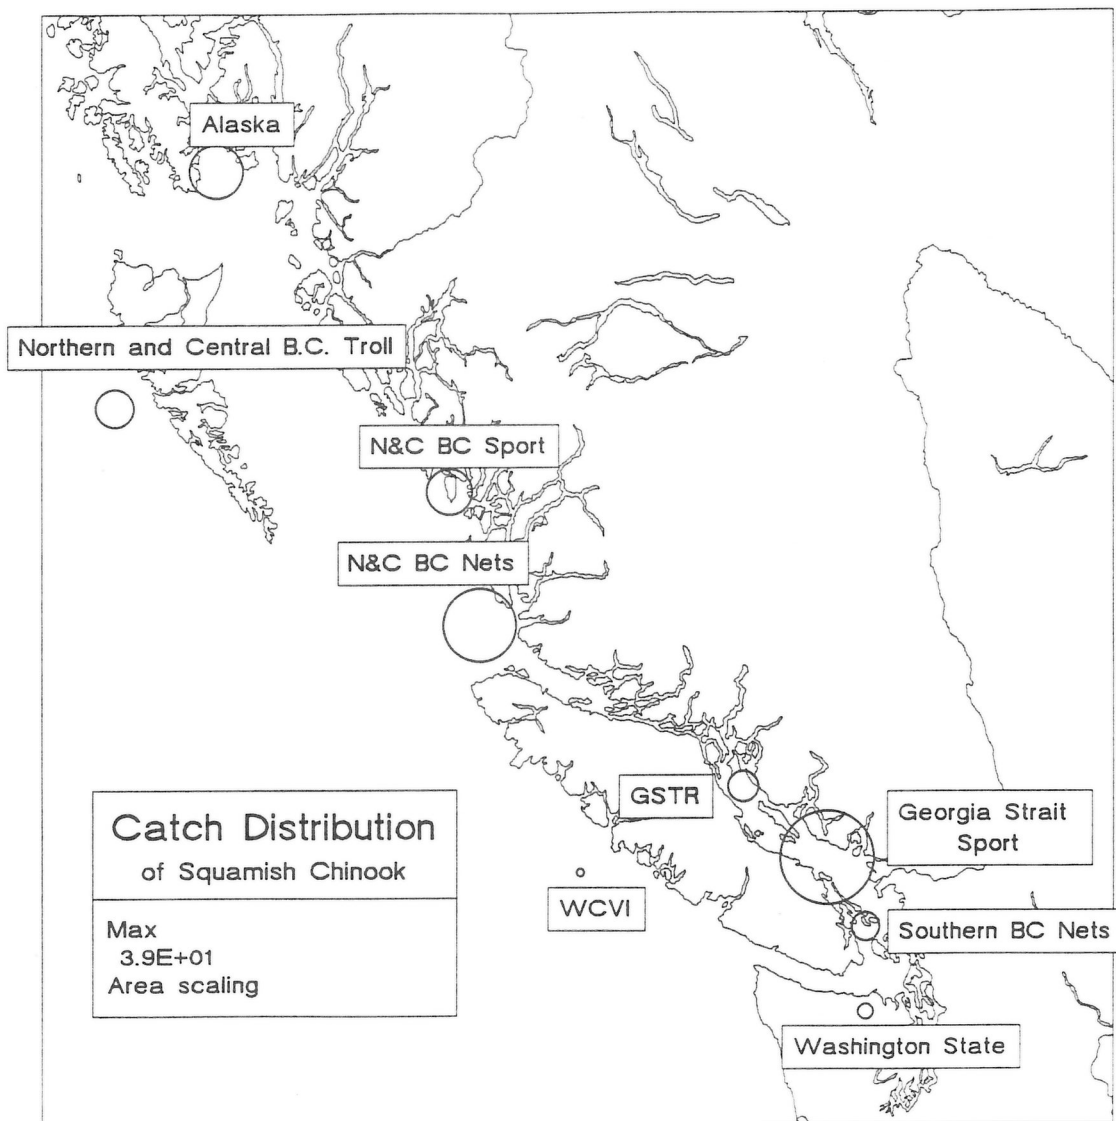 Alaska
Northern and Central B.C. Troll
N&C BC Sport
N&C BC Nets
GSTR
Georgia Strait
Sport
WCVI
Southern BC Nets
Washington State
Catch Distribution
of Squamish Chinook
Max
3.9E+01
Area scaling